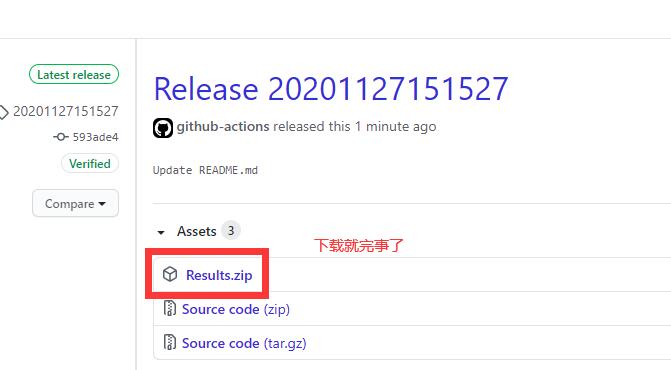 Latest release
20201127151527
593ade4
Verified
Compare
Release 20201127151527
github-actions released this 1 minute ago
Update README.md
Assets 3
下载就完事了
Results.zip
Source code (zip)
Source code (tar.gz)